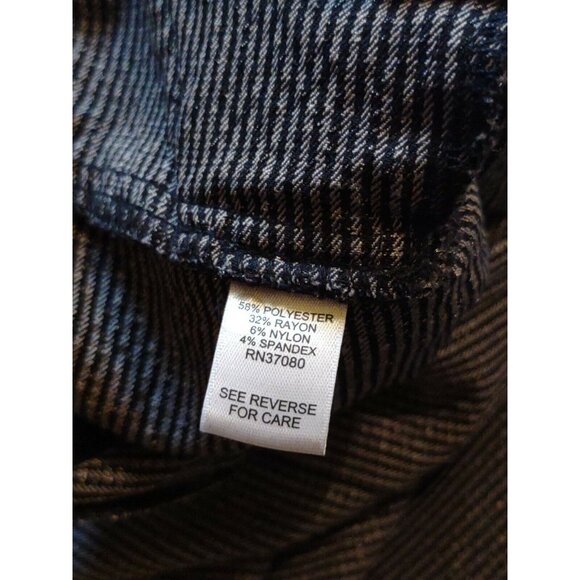 58% POLYESTER
32% RAYON
6% NYLON
4% SPANDEX
RN37080
SEE REVERSE
FOR CARE